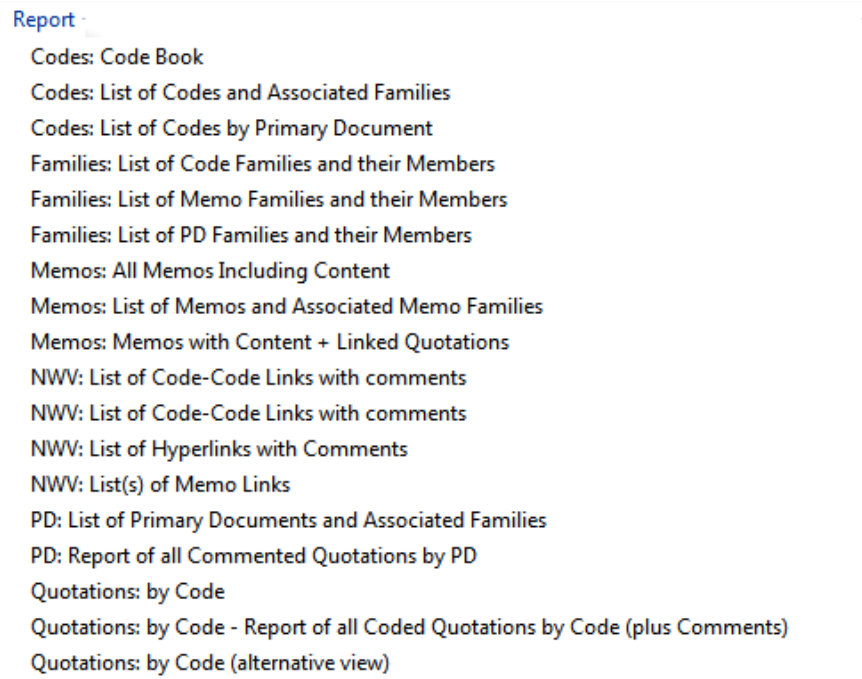 Report -
Codes: Code Book
Codes: List of Codes and Associated Families
Codes: List of Codes by Primary Document
Families: List of Code Families and their Members
Families: List of Memo Families and their Members
Families: List of PD Families and their Members
Memos: All Memos Including Content
Memos: List of Memos and Associated Memo Families
Memos: Memos with Content + Linked Quotations
NWV: List of Code-Code Links with comments
NWV: List of Code-Code Links with comments
NWV: List of Hyperlinks with Comments
NWV: List(s) of Memo Links
PD: List of Primary Documents and Associated Families
PD: Report of all Commented Quotations by PD
Quotations: by Code
Quotations: by Code - Report of all Coded Quotations by Code (plus Comments)
Quotations: by Code (alternative view)